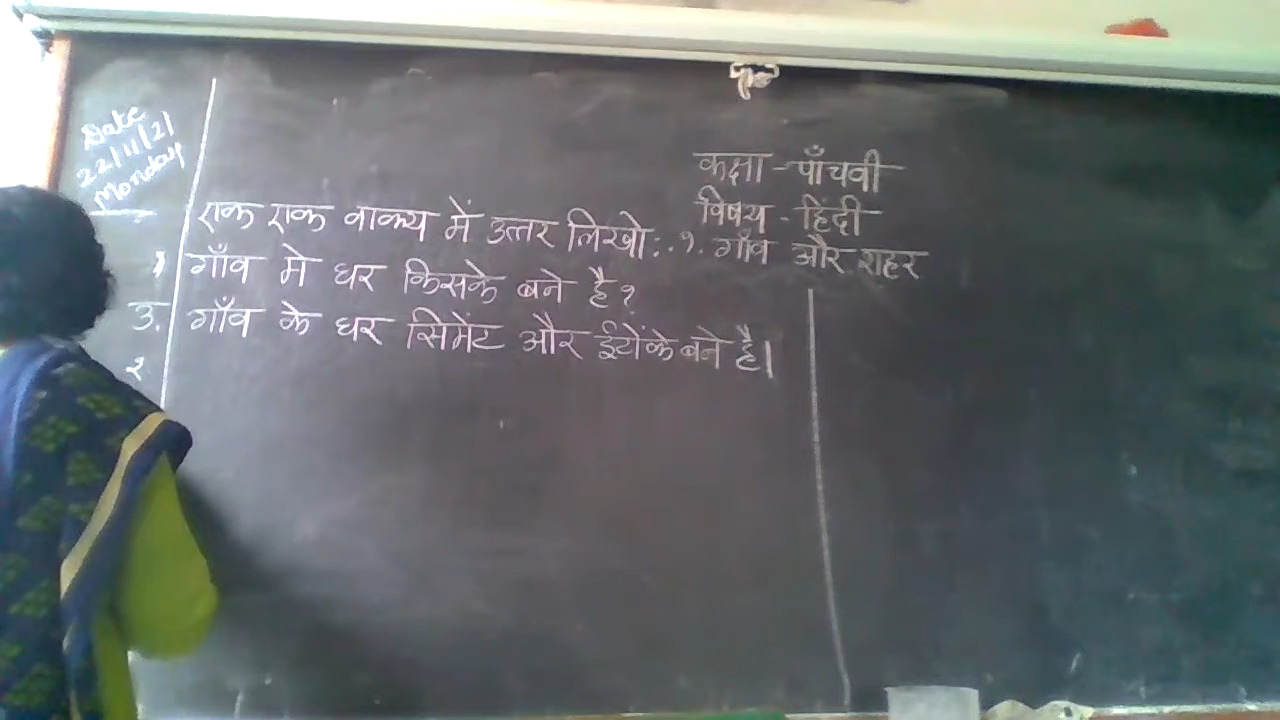 Date
22/11/21
Monday
कक्षा - पाँचवी
विषय - हिंदी
१. गाँव और शहर
एक एक वाक्य में उत्तर लिखो:.
१ गाँव मे घर किसके बने है?
उ. गाँव के घर सिमेंट और ईटोंके बने है।
२